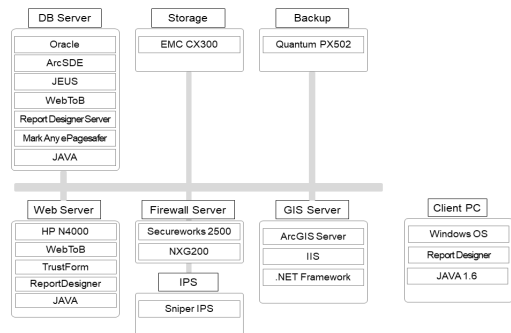 DB Server
Oracle
ArcSDE
JEUS
WebToB
Report Designer Server
Mark Any ePagesafer
JAVA
Storage
EMC CX300
Backup
Quantum PX502
Web Server
HP N4000
WebToB
TrustForm
ReportDesigner
JAVA
Firewall Server
Secureworks 2500
NXG200
IPS
Sniper IPS
GIS Server
ArcGIS Server
IIS
.NET Framework
Client PC
Windows OS
Report Designer
JAVA 1.6